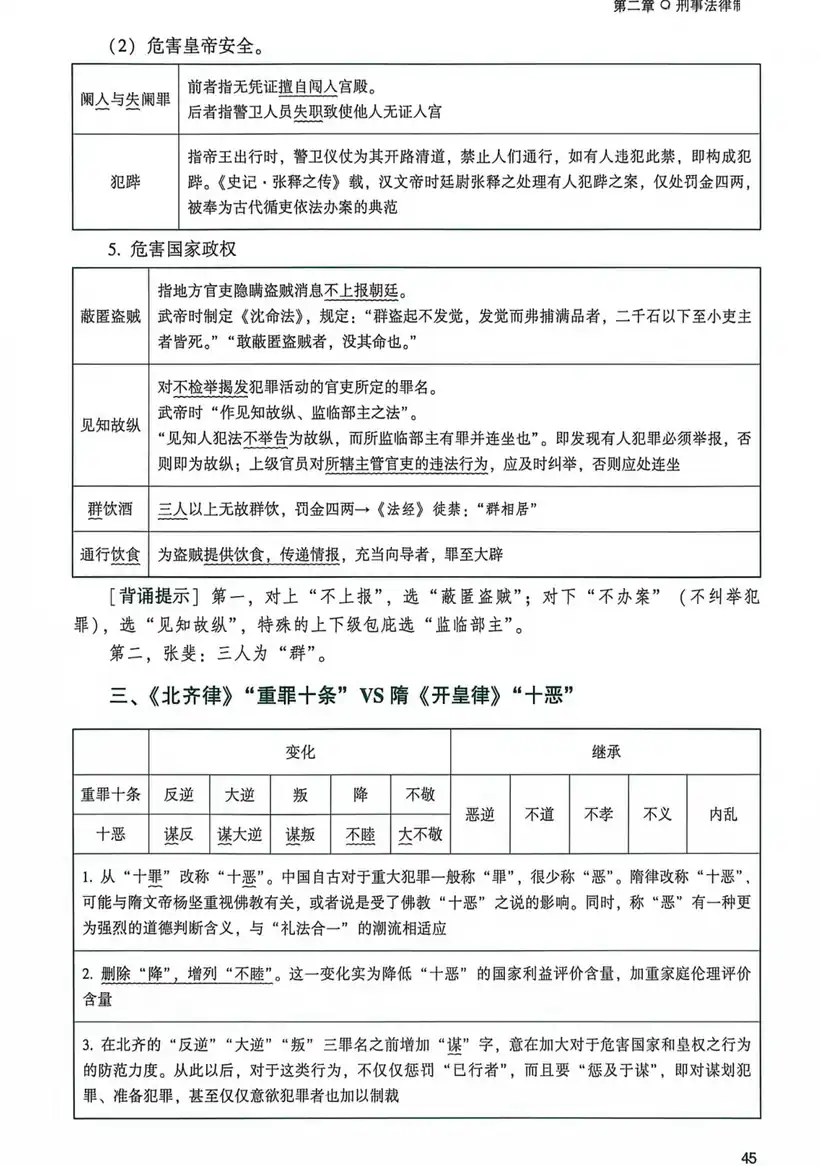 第二章 刑事法律制
(2) 危害皇帝安全。
阑人与失阑罪
前者指无凭证擅自闯人宫殿。
后者指警卫人员失职致使他人无证人宫
犯跸
指帝王出行时，警卫仪仗为其开路清道，禁止人们通行，如有人违犯此禁，即构成犯
跸。《史记·张释之传》载，汉文帝时廷尉张释之处理有人犯跸之案，仅处罚金四两，
被奉为古代循吏依法办案的典范
5. 危害国家政权
蔽匿盗贼
指地方官吏隐瞒盗贼消息不上报朝廷。
武帝时制定《沈命法》，规定：“群盗起不发觉，发觉而弗捕满品者，二千石以下至小吏主
者皆死。”“敢蔽匿盗贼者，没其命也。”
见知故纵
对不检举揭发犯罪活动的官吏所定的罪名。
武帝时“作见知故纵、监临部主之法”。
“见知人犯法不举告为故纵，而所监临部主有罪并连坐也”。即发现有人犯罪必须举报，否
则即为故纵；上级官员对所辖主管官吏的违法行为，应及时纠举，否则应处连坐
群饮酒
三人以上无故群饮，罚金四两→《法经》徒禁：“群相居”
通行饮食
为盗贼提供饮食，传递情报，充当向导者，罪至大辟
[背诵提示] 第一，对上“不上报”，选“蔽匿盗贼”；对下“不办案”（不纠举犯
罪），选“见知故纵”，特殊的上下级包庇选“监临部主”。
第二，张斐：三人为“群”。
三、《北齐律》“重罪十条”VS 隋《开皇律》“十恶”
变化 继承
重罪十条 反逆 大逆 叛 降 不敬 恶逆 不道 不孝 不义 内乱
十恶 谋反 谋大逆 谋叛 不睦 大不敬
1. 从“十罪”改称“十恶”。中国自古对于重大犯罪一般称“罪”，很少称“恶”。隋律改称“十恶”，
可能与隋文帝杨坚重视佛教有关，或者说是受了佛教“十恶”之说的影响。同时，称“恶”有一种更
为强烈的道德判断含义，与“礼法合一”的潮流相适应
2. 删除“降”，增列“不睦”。这一变化实为降低“十恶”的国家利益评价含量，加重家庭伦理评价
含量
3. 在北齐的“反逆”“大逆”“叛”三罪名之前增加“谋”字，意在加大对于危害国家和皇权之行为
的防范力度。从此以后，对于这类行为，不仅仅惩罚“已行者”，而且要“惩及于谋”，即对谋划犯
罪、准备犯罪，甚至仅仅意欲犯罪者也加以制裁
45